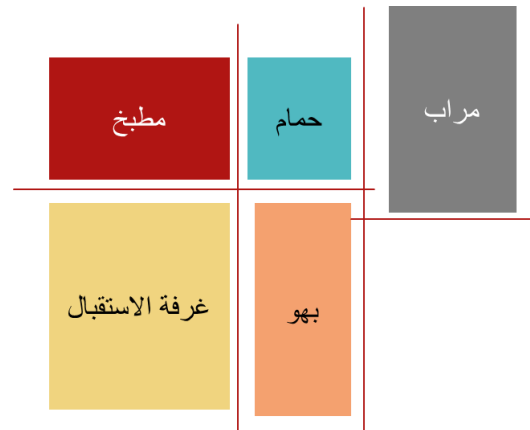 مراب
حمام
مطبخ
بهو
غرفة الاستقبال